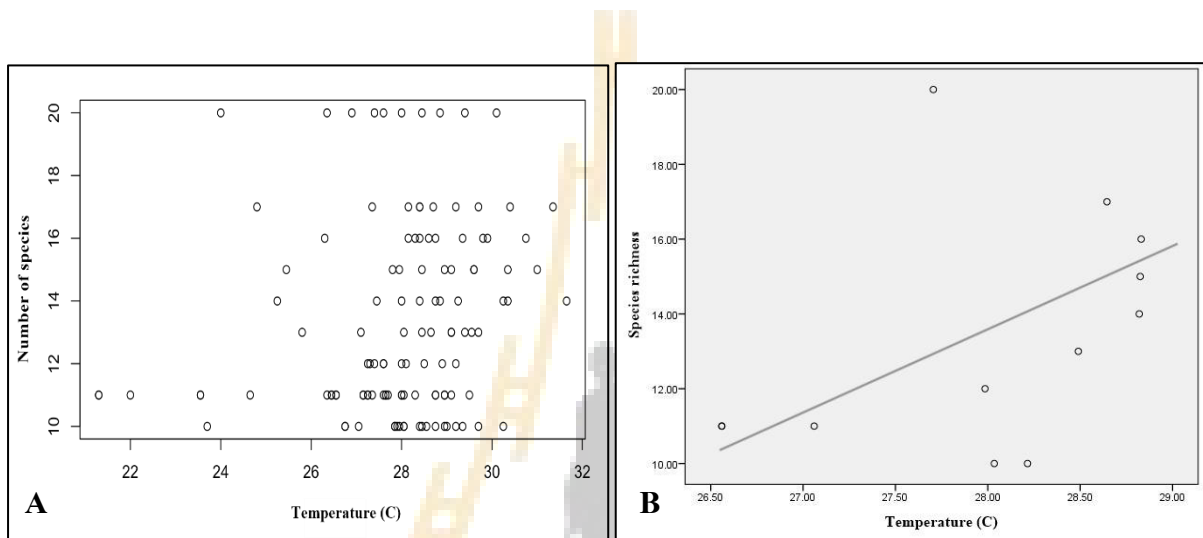 20
18
16
14
12
10
Number of species
22 24 26 28 30 32
Temperature (C)
A
20.00
18.00
16.00
14.00
12.00
10.00
Species richness
26.50 27.00 27.50 28.00 28.50 29.00
Temperature (C)
B